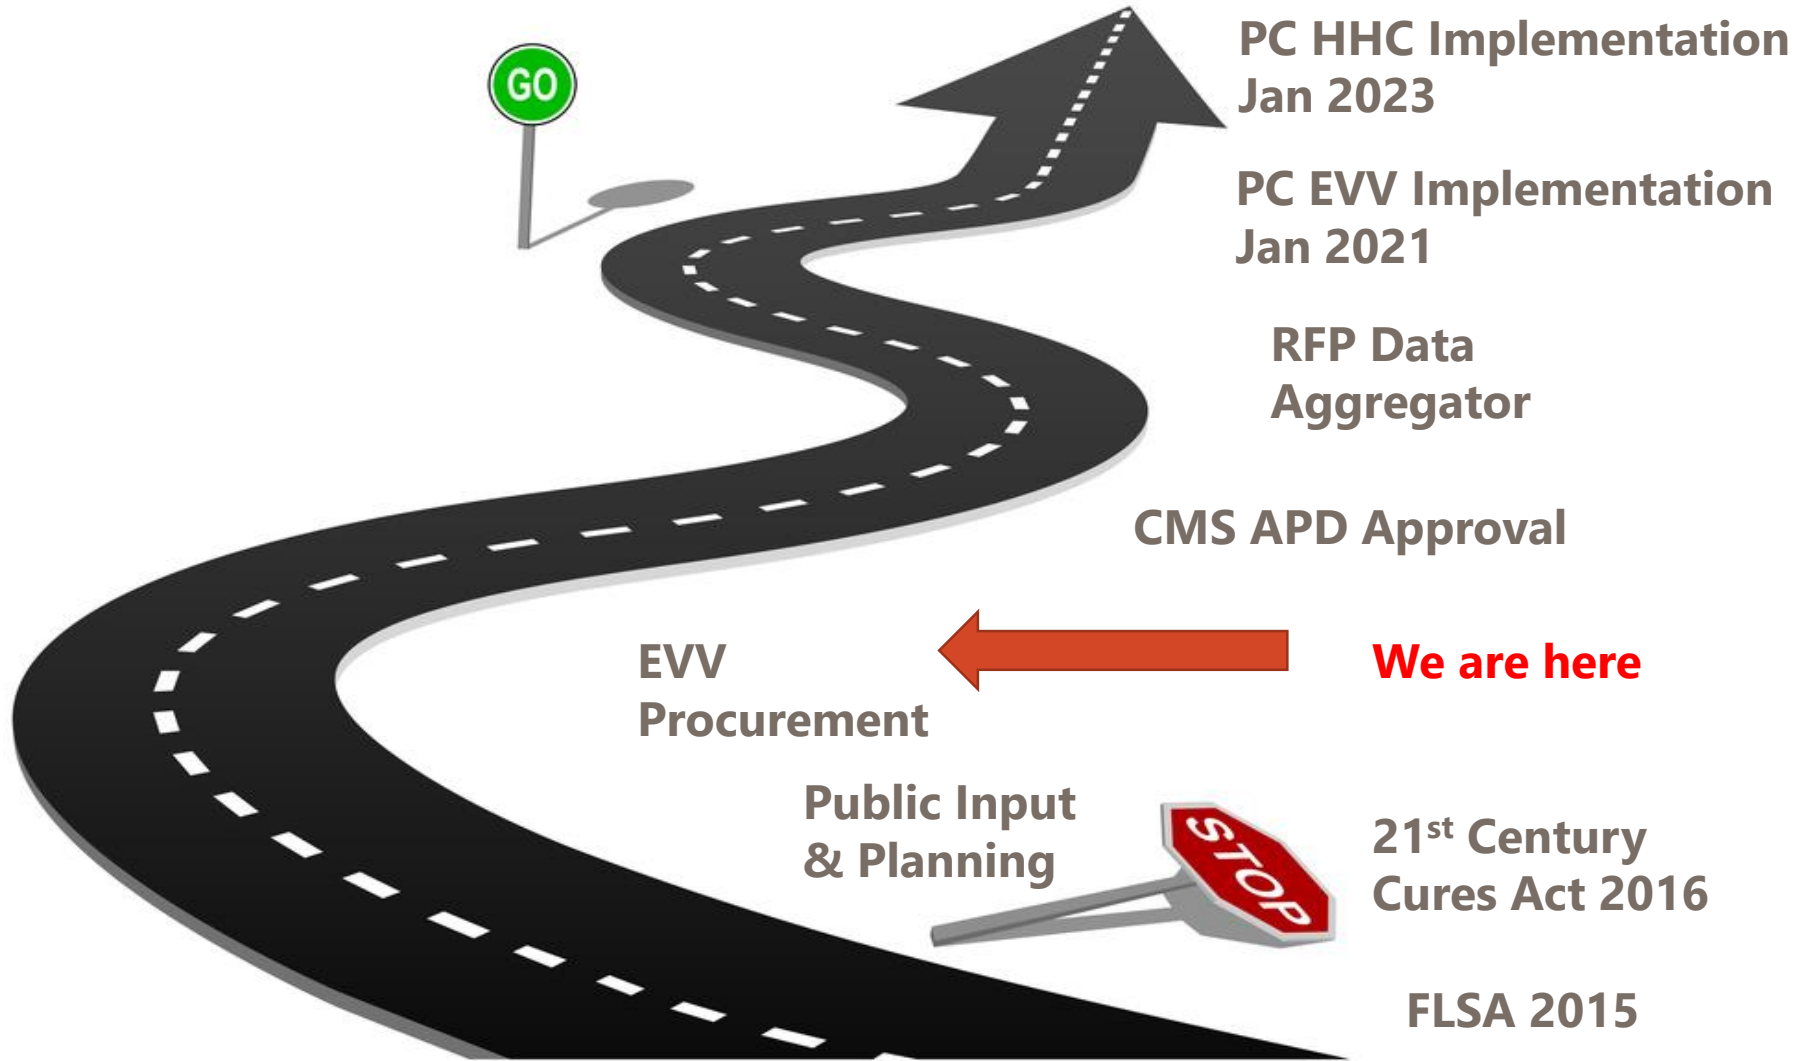 GO
PC HHC Implementation
Jan 2023
PC EVV Implementation
Jan 2021
RFP Data
Aggregator
CMS APD Approval
We are here
EVV
Procurement
Public Input
& Planning
STOP
21st Century
Cures Act 2016
FLSA 2015